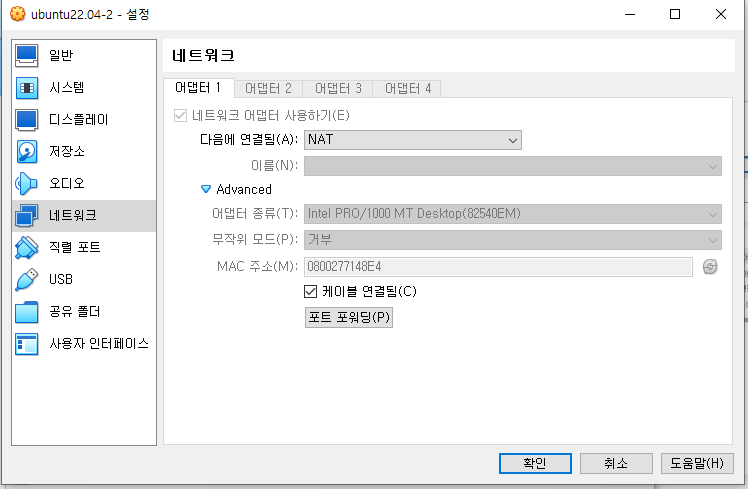 ubuntu22.04-2 - 설정
일반
시스템
디스플레이
저장소
오디오
네트워크
직렬 포트
USB
공유 폴더
사용자 인터페이스
네트워크
어댑터 1 어댑터 2 어댑터 3 어댑터 4
네트워크 어댑터 사용하기(E)
다음에 연결됨(A): NAT
이름(N):
Advanced
어댑터 종류(T): Intel PRO/1000 MT Desktop(82540EM)
무작위 모드(P): 거부
MAC 주소(M): 0800277148E4
케이블 연결됨(C)
포트 포워딩(P)
확인 취소 도움말(H)